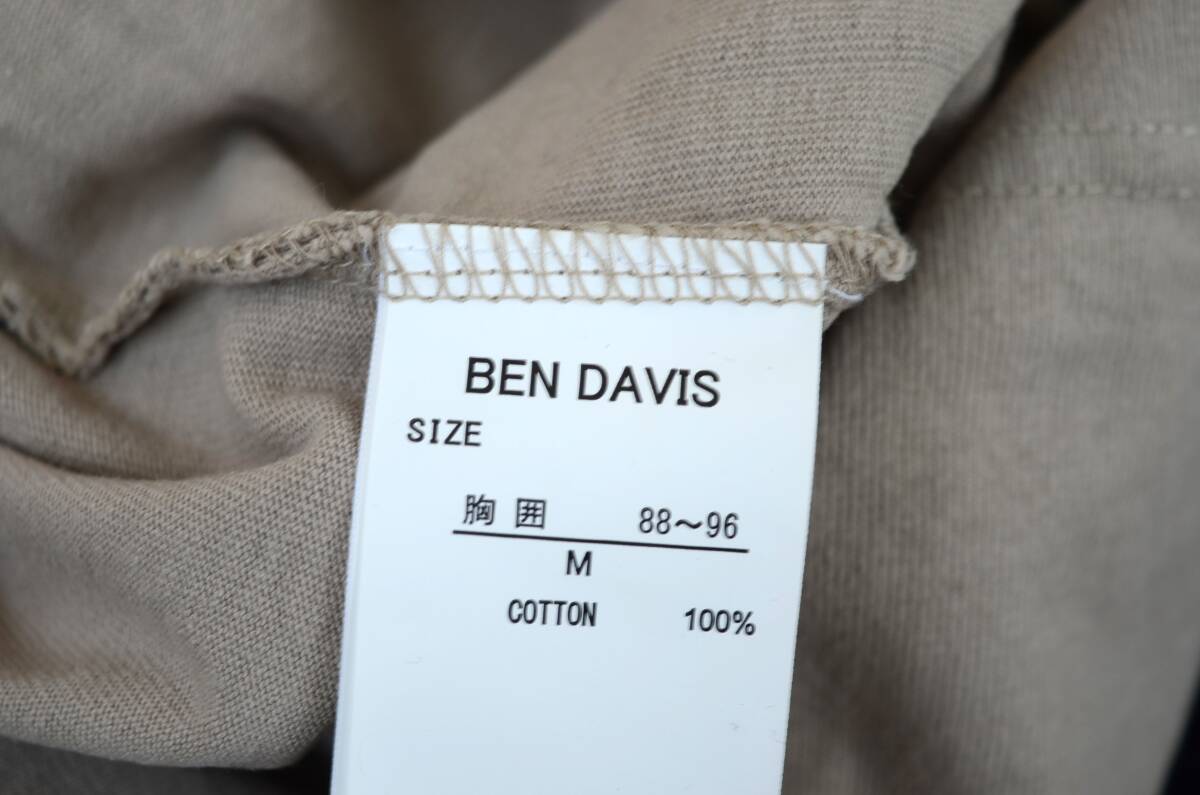 BEN DAVIS
SIZE
胸囲 88～96
M
COTTON 100%